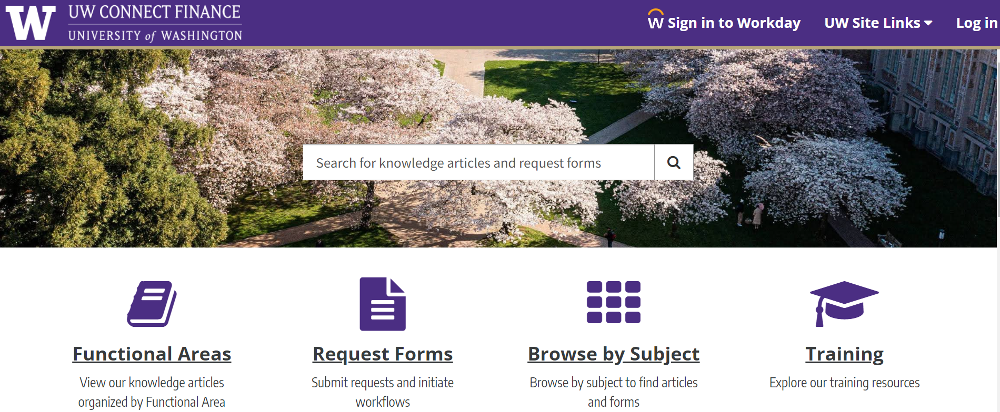 W UW CONNECT FINANCE
UNIVERSITY of WASHINGTON
W Sign in to Workday UW Site Links Log in
Search for knowledge articles and request forms
Functional Areas
View our knowledge articles
organized by Functional Area
Request Forms
Submit requests and initiate
workflows
Browse by Subject
Browse by subject to find articles
and forms
Training
Explore our training resources